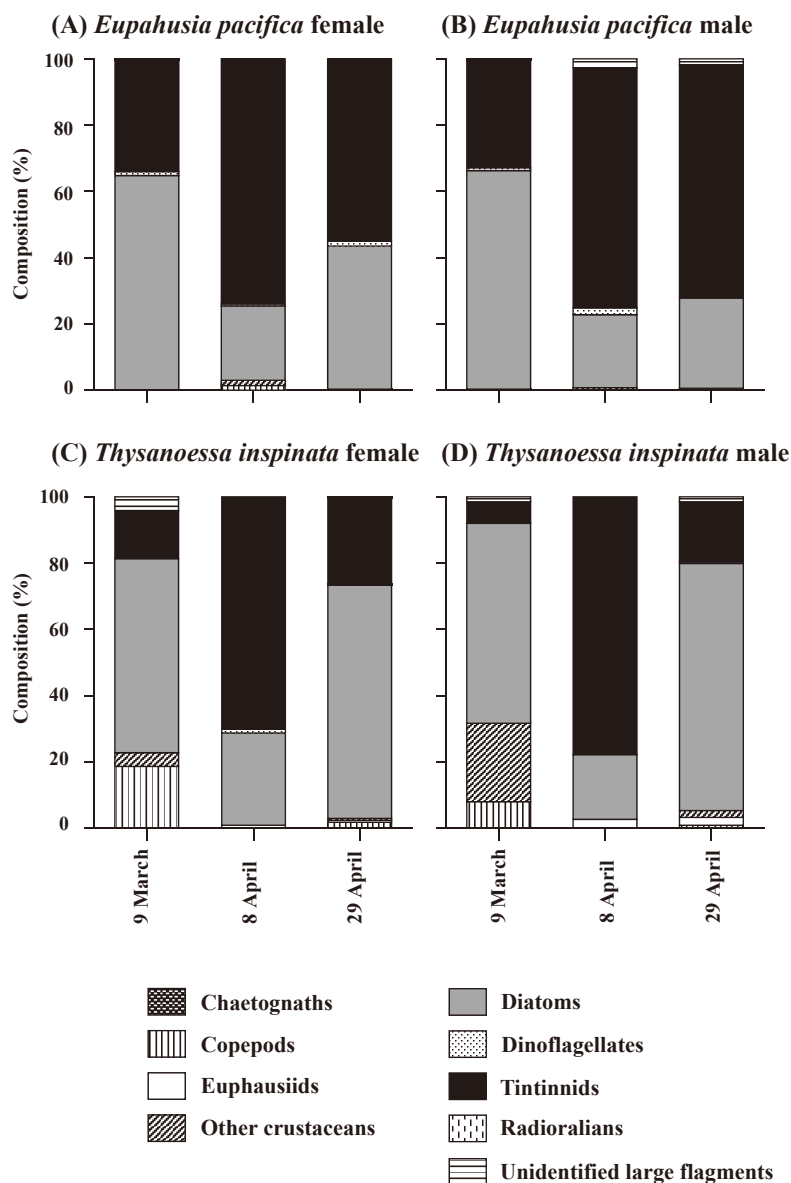 (A) Eupahusia pacifica female
(B) Eupahusia pacifica male
Composition (%)
100
80
60
40
20
0
(C) Thysanoessa inspinata female
(D) Thysanoessa inspinata male
Composition (%)
100
80
60
40
20
0
9 March
8 April
29 April
9 March
8 April
29 April
Chaetognaths
Copepods
Euphausiids
Other crustaceans
Diatoms
Dinoflagellates
Tintinnids
Radioralians
Unidentified large flagments